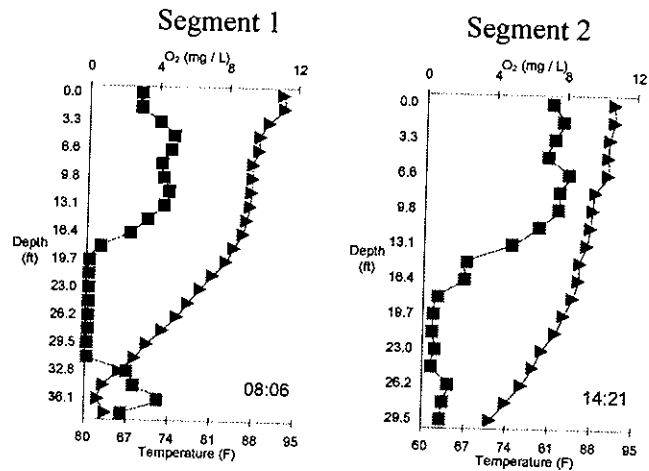 Segment 1
O₂ (mg / L)
0 4 8 12
0.0
3.3
6.6
9.8
13.1
16.4
Depth (ft)
19.7
23.0
26.2
29.5
32.8
36.1
08:06
80 67 74 81 88 95
Temperature (F)
Segment 2
O₂ (mg / L)
0 4 8 12
0.0
3.3
6.6
9.8
13.1
Depth (ft)
16.4
19.7
23.0
26.2
29.5
14:21
60 67 74 81 88 95
Temperature (F)